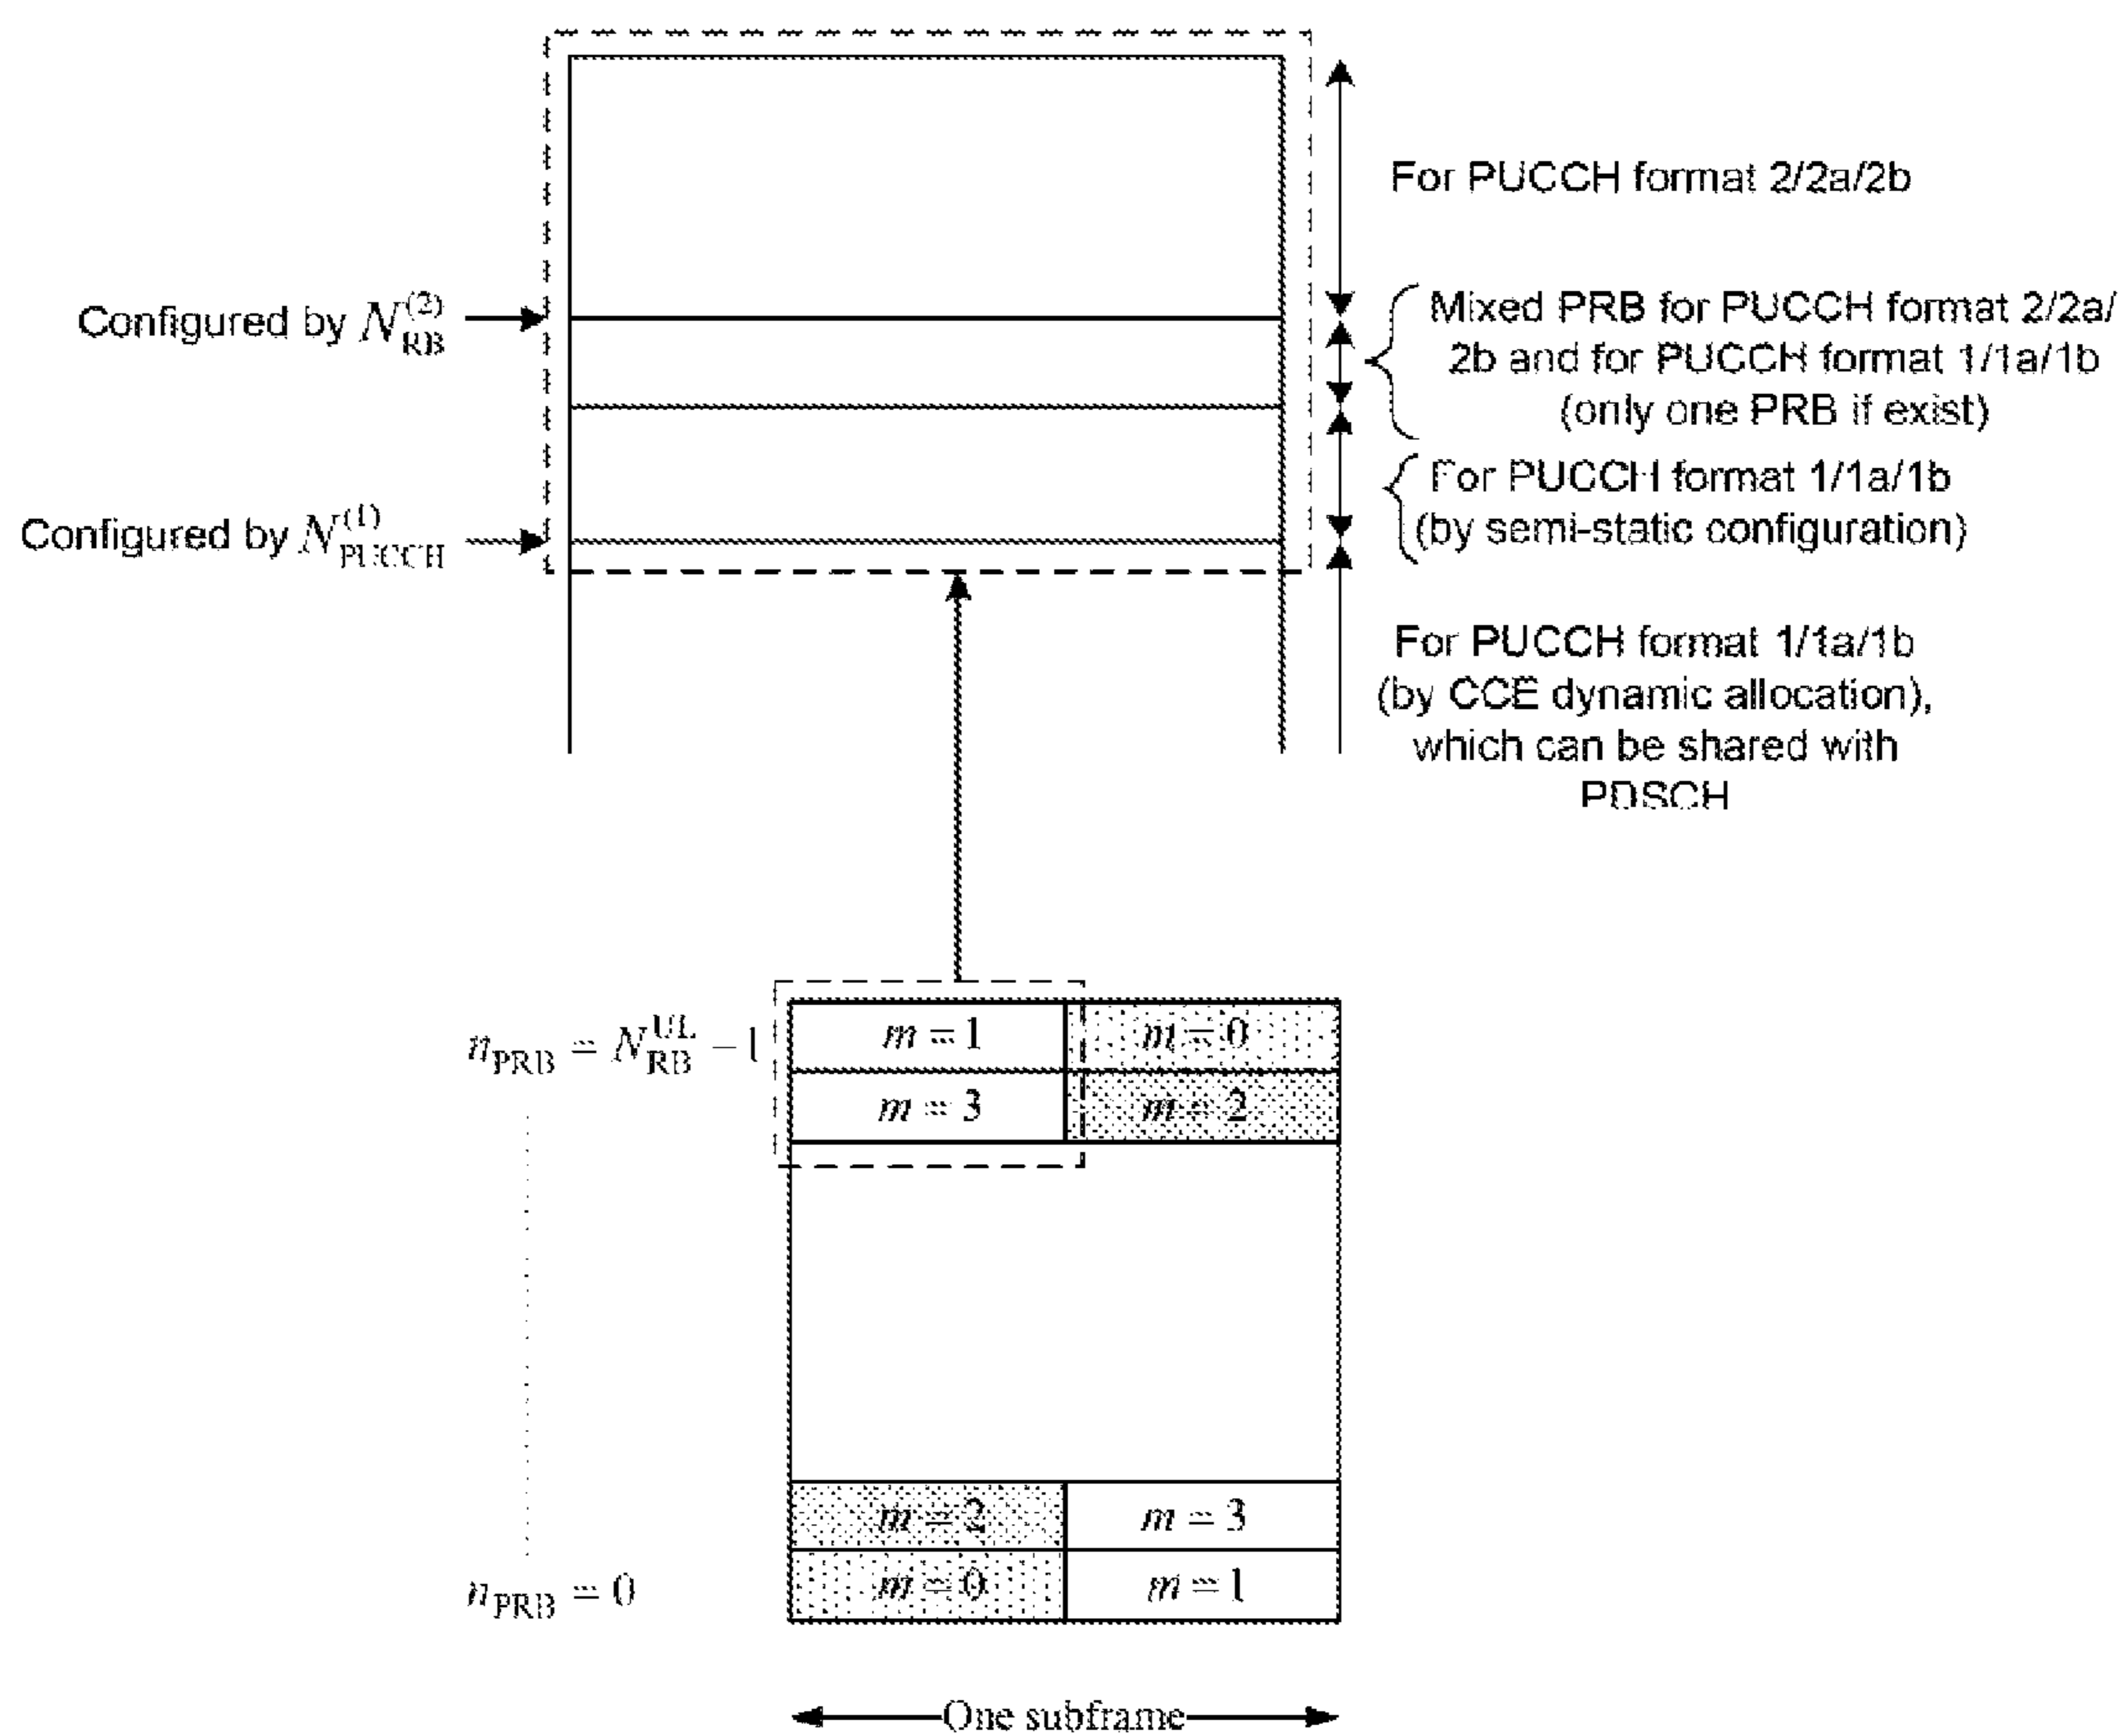 For PUCCH format 2/2a/2b
Configured by N_RB^(2)
Mixed PRB for PUCCH format 2/2a/
2b and for PUCCH format 1/1a/1b
(only one PRB if exist)
For PUCCH format 1/1a/1b
(by semi-static configuration)
Configured by N_PUCCH^(1)
For PUCCH format 1/1a/1b
(by CCE dynamic allocation),
which can be shared with
PDSCH
n_PRB = N_RB^UL − 1
m = 1
m = 0
m = 3
m = 2
m = 2
m = 3
n_PRB = 0
m = 0
m = 1
One subframe